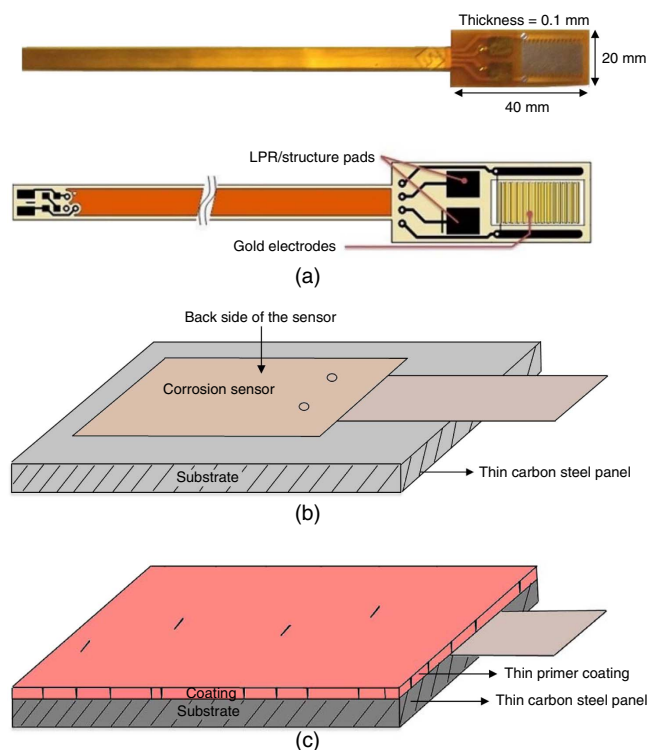 Thickness = 0.1 mm
20 mm
40 mm
LPR/structure pads
Gold electrodes
(a)
Back side of the sensor
Corrosion sensor
Substrate
Thin carbon steel panel
(b)
Thin primer coating
Coating
Thin carbon steel panel
Substrate
(c)